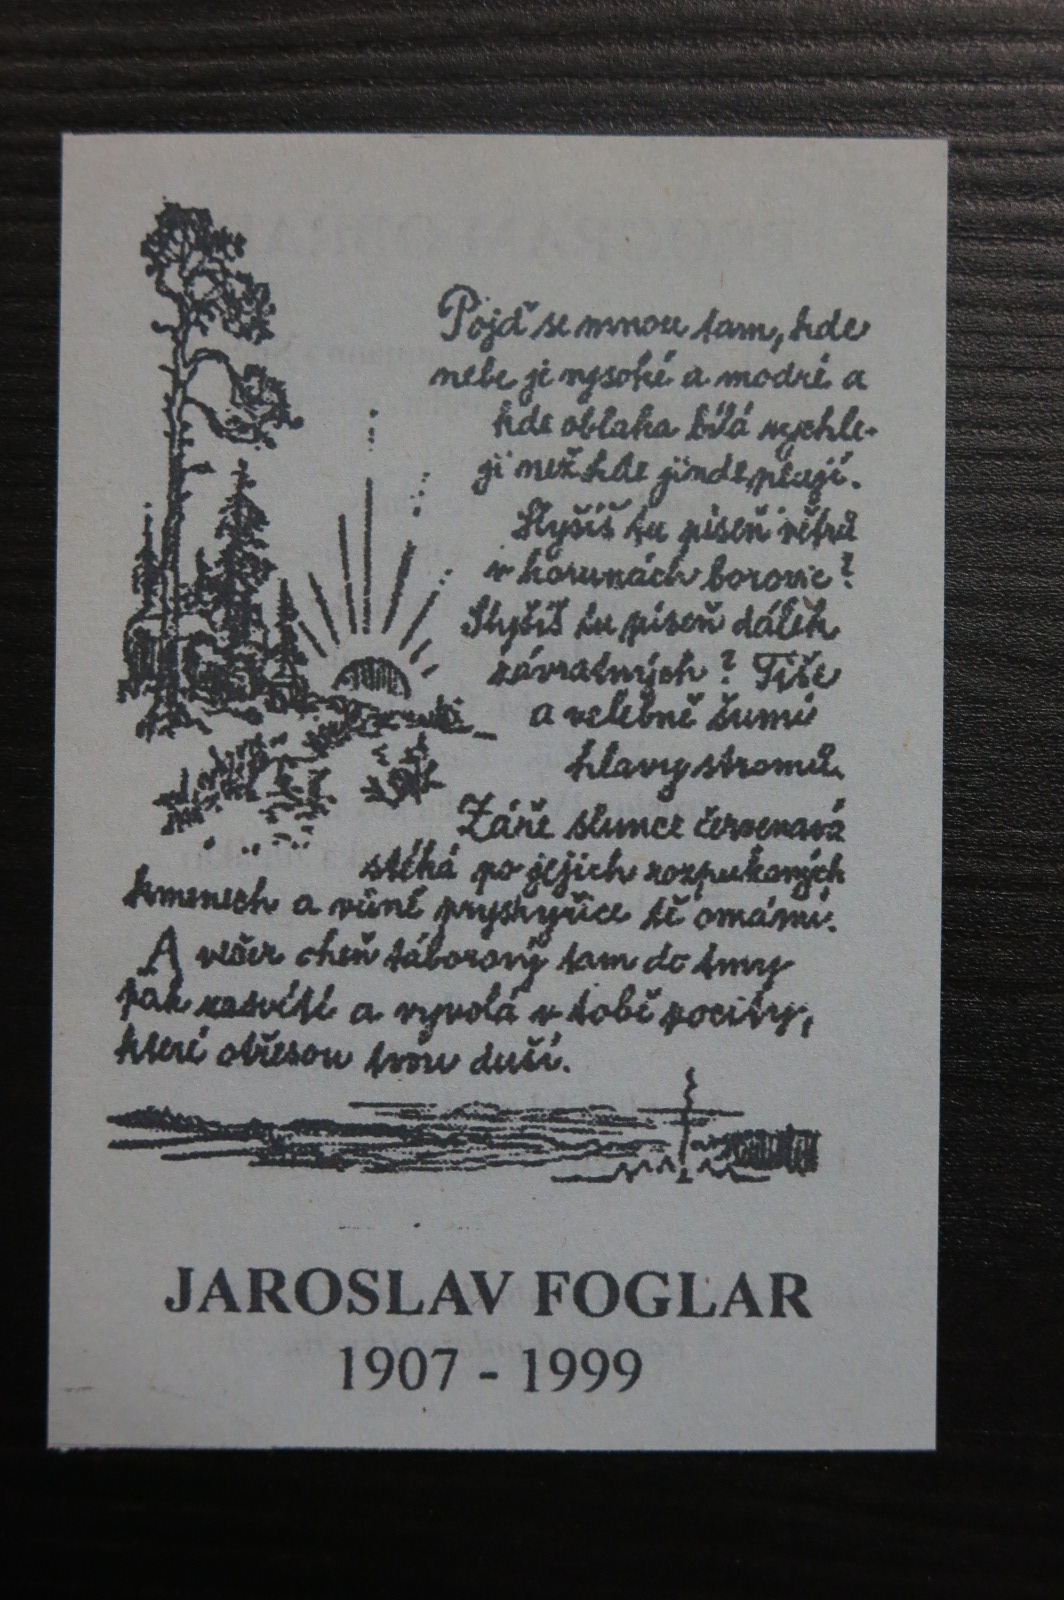 Pojď se mnou tam, kde
nebe je vysoké a modré a
kde oblaka bílá rychle-
ji než kde jinde plují.
Slyšíš tu píseň větrů
v korunách borovic?
Slyšíš tu píseň dálek
závratných? Tiše
a velebně šumí
hlavy stromů.
Záře slunce červenavá
stéká po jejich rozpukaných
kmenech a vůně pryskyřice tě omámí.
A večer oheň táborový tam do tmy
pak zasvítí a vyvolá v tobě pocity,
které otřesou tvou duší.
JAROSLAV FOGLAR
1907 - 1999